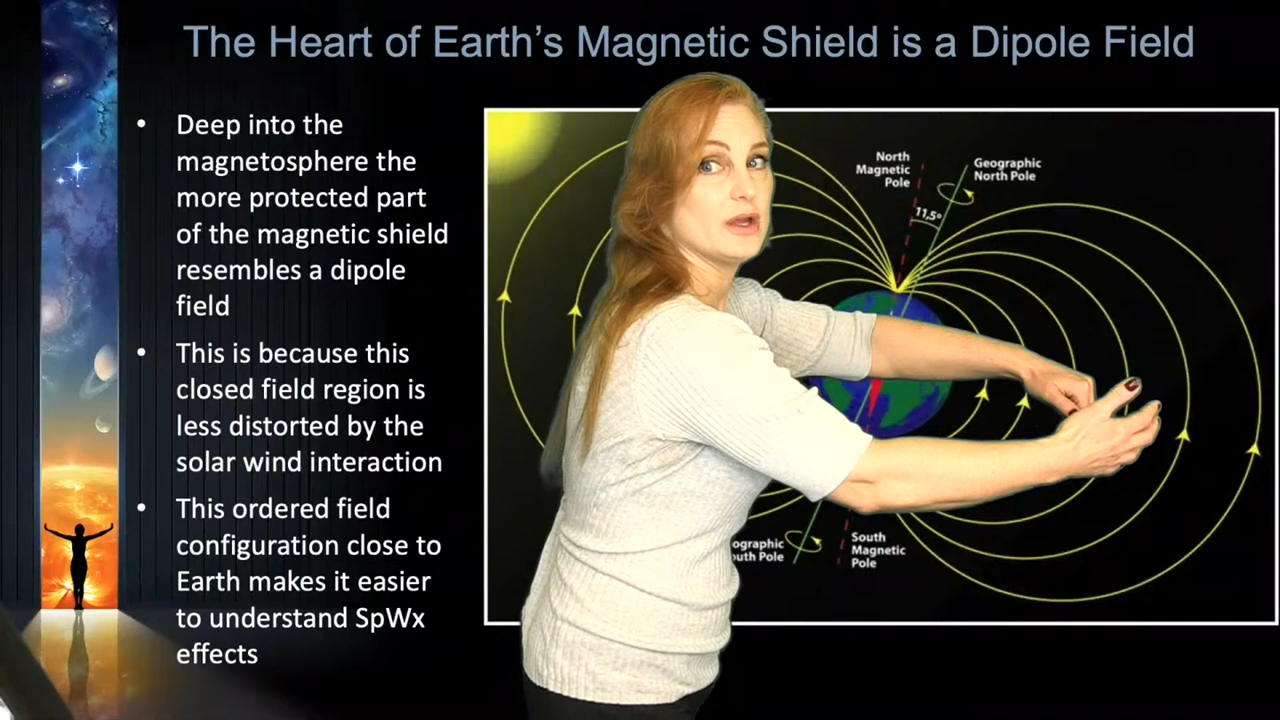 The Heart of Earth's Magnetic Shield is a Dipole Field
• Deep into the
magnetosphere the
more protected part
of the magnetic shield
resembles a dipole
field
• This is because this
closed field region is
less distorted by the
solar wind interaction
• This ordered field
configuration close to
Earth makes it easier
to understand SpWx
effects
North
Magnetic
Pole
Geographic
North Pole
11,5°
ographic
uth Pole
South
Magnetic
Pole